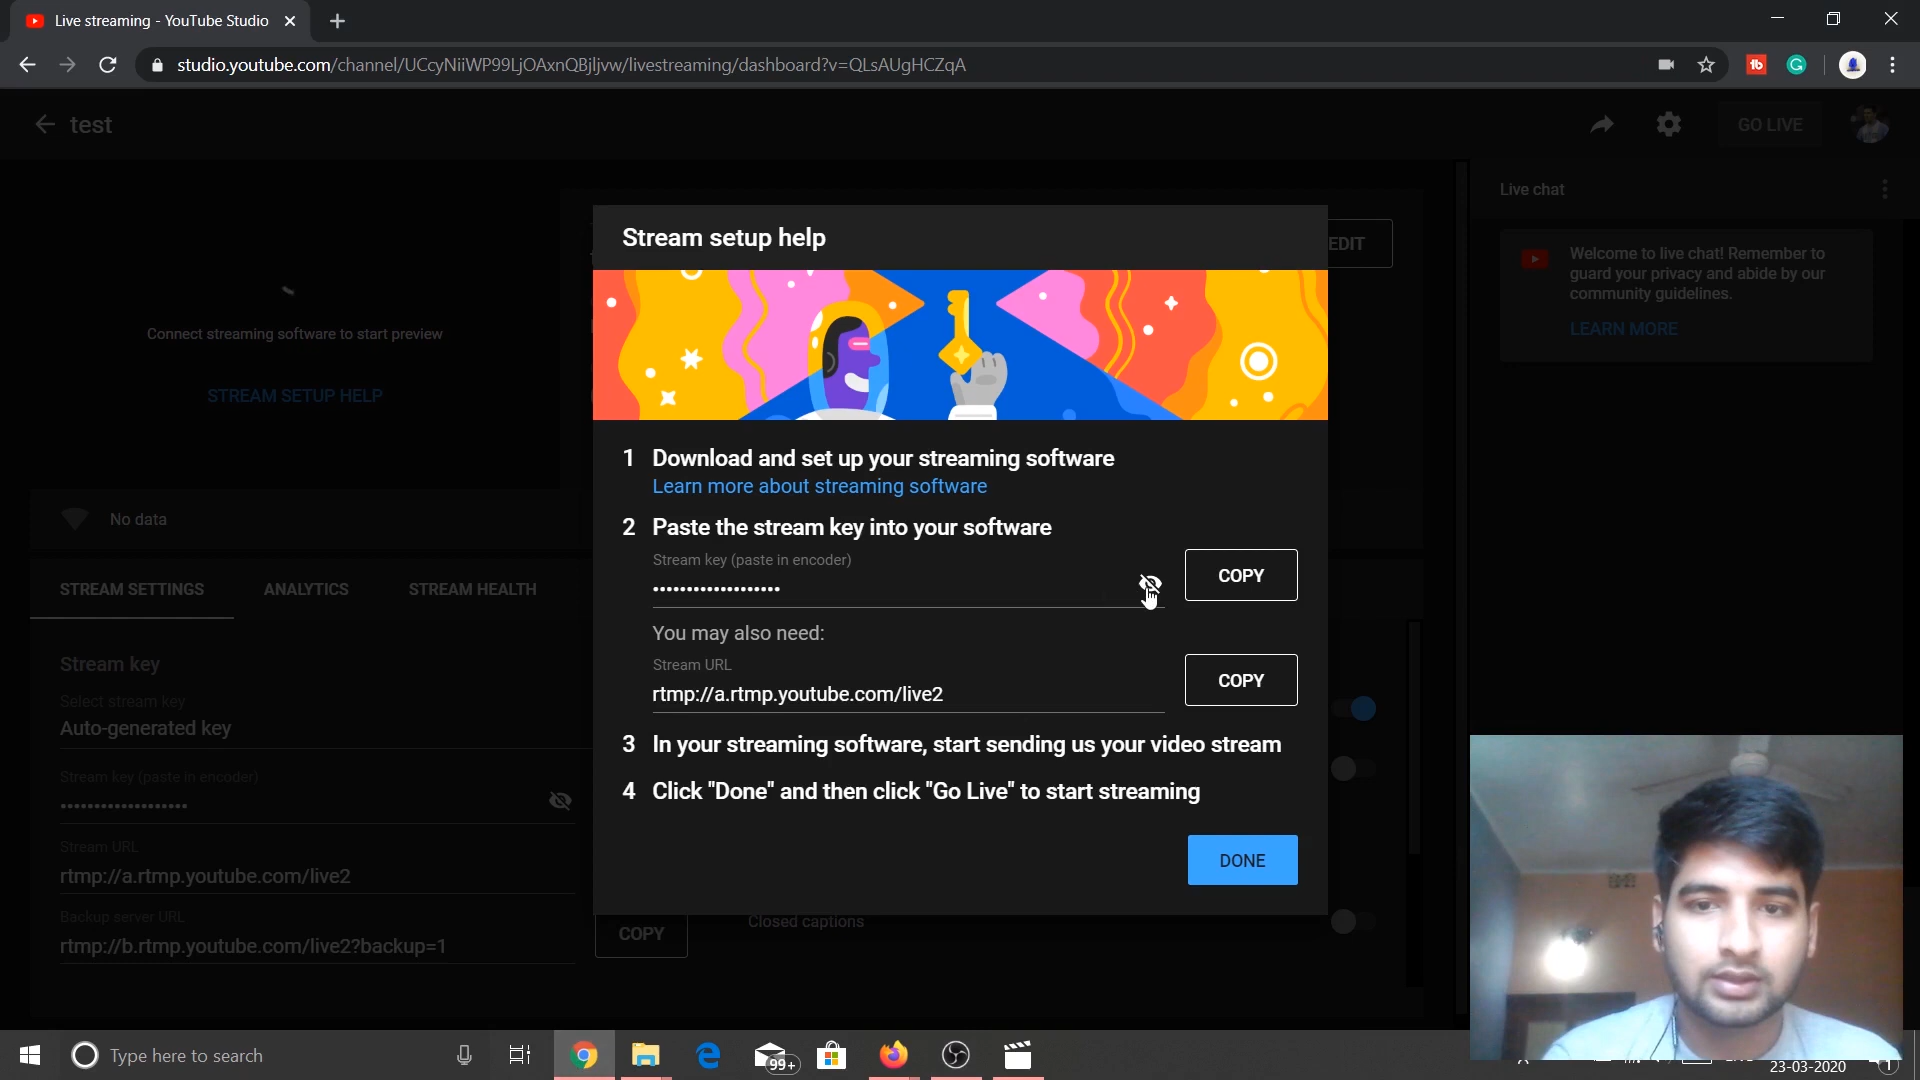 Live streaming - YouTube Studio
studio.youtube.com/channel/UCcyNiiWP99LjOAxnQBjljvw/livestreaming/dashboard?v=QLsAUgHCZqA
test
GO LIVE
Live chat
Welcome to live chat! Remember to
guard your privacy and abide by our
community guidelines.
LEARN MORE
Connect streaming software to start preview
STREAM SETUP HELP
EDIT
No data
STREAM SETTINGS
ANALYTICS
STREAM HEALTH
Stream key
Select stream key
Auto-generated key
Stream key (paste in encoder)
•••••••••••••••••••
Stream URL
rtmp://a.rtmp.youtube.com/live2
Backup server URL
rtmp://b.rtmp.youtube.com/live2?backup=1
COPY
Closed captions
Stream setup help
1 Download and set up your streaming software
Learn more about streaming software
2 Paste the stream key into your software
Stream key (paste in encoder)
•••••••••••••••••••
COPY
You may also need:
Stream URL
rtmp://a.rtmp.youtube.com/live2
COPY
3 In your streaming software, start sending us your video stream
4 Click "Done" and then click "Go Live" to start streaming
DONE
Type here to search
99+
23-03-2020
1